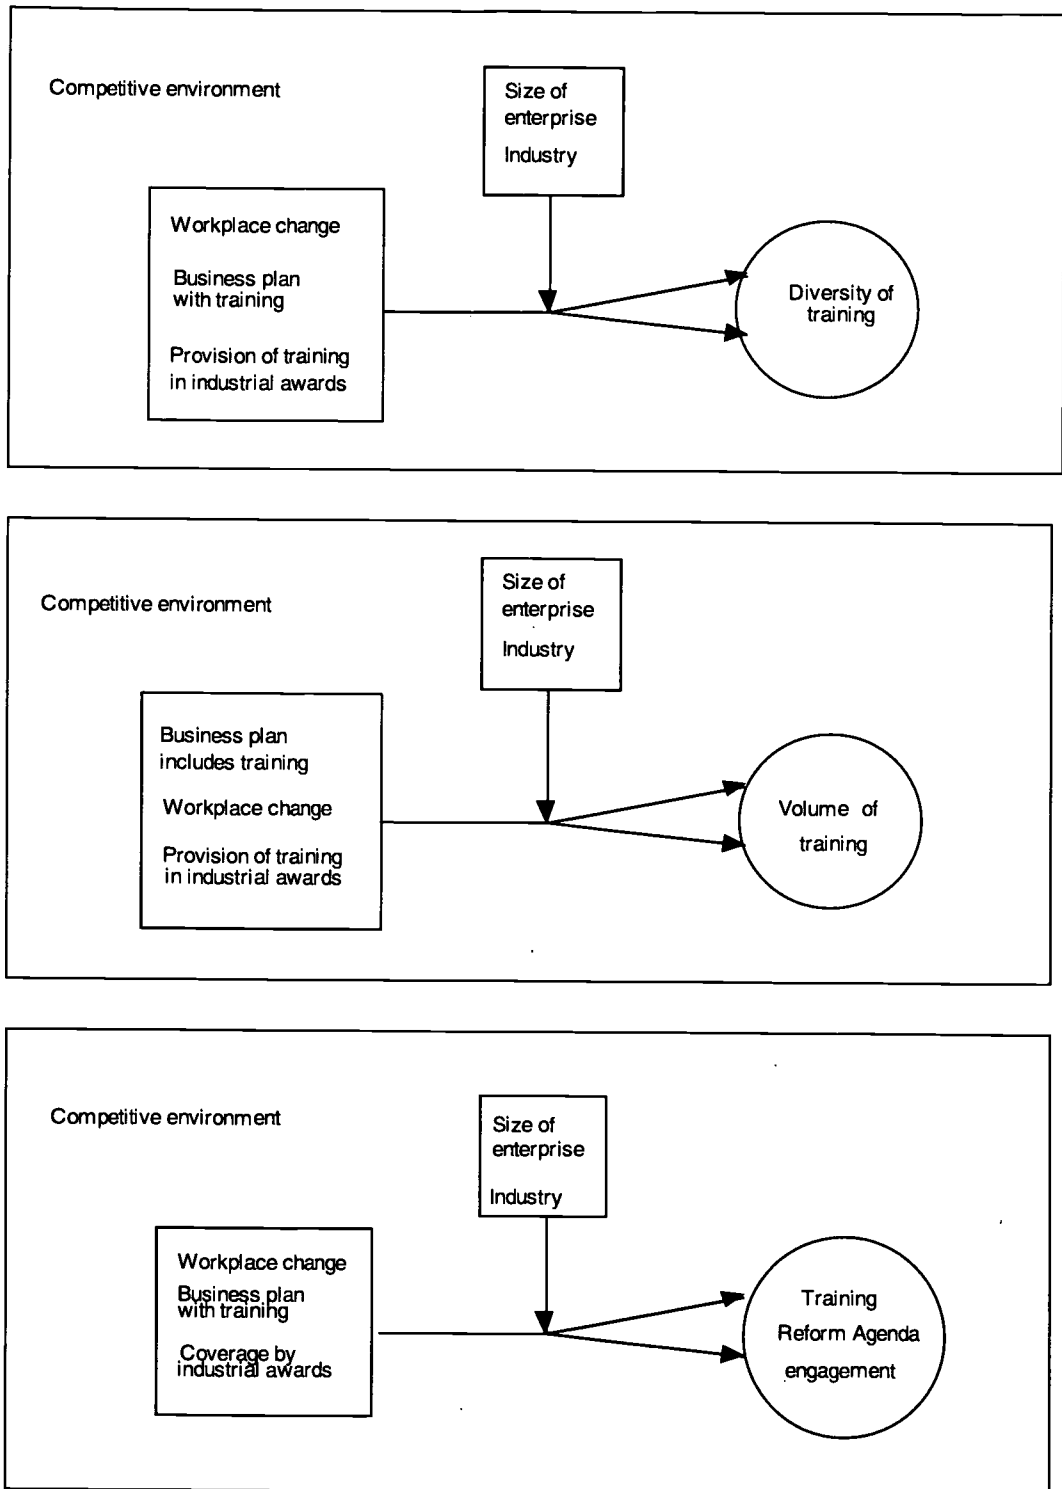 Competitive environment
Size of
enterprise
Industry
Workplace change
Business plan
with training
Provision of training
in industrial awards
Diversity of
training
Competitive environment
Size of
enterprise
Industry
Business plan
includes training
Workplace change
Provision of training
in industrial awards
Volume of
training
Competitive environment
Size of
enterprise
Industry
Workplace change
Business plan
with training
Coverage by
industrial awards
Training
Reform Agenda
engagement